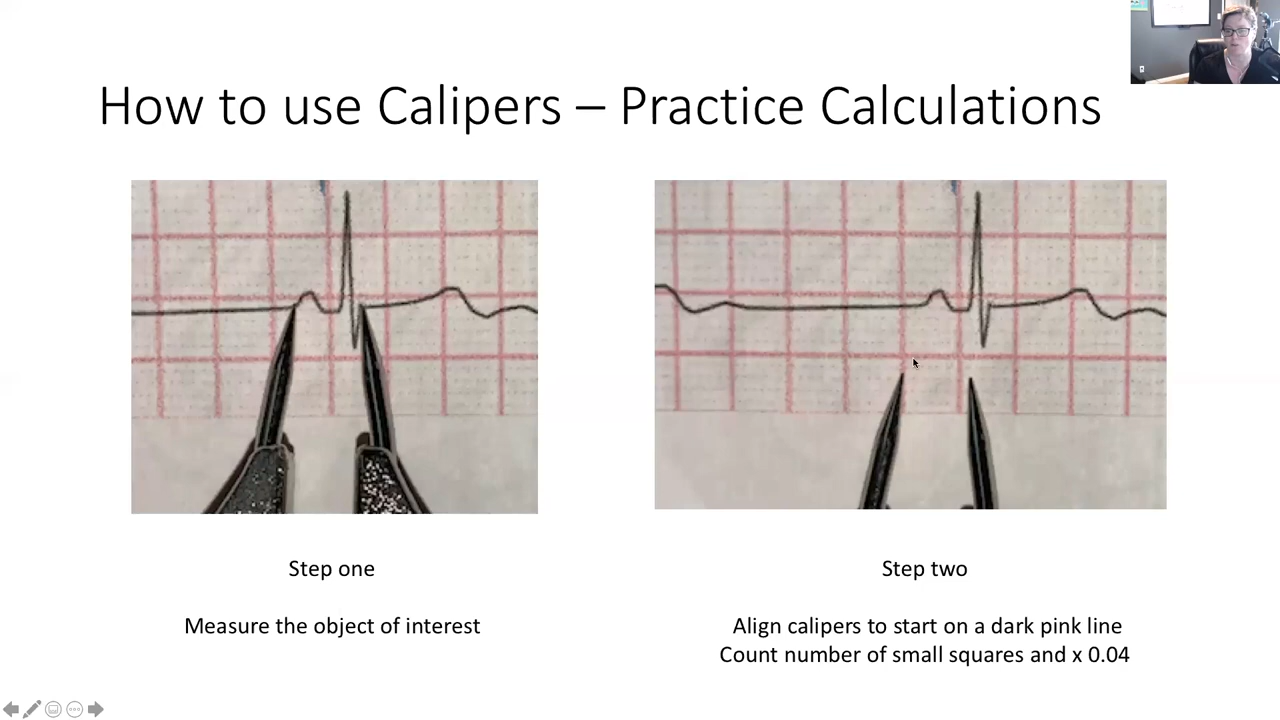 How to use Calipers – Practice Calculations
Step one
Measure the object of interest
Step two
Align calipers to start on a dark pink line
Count number of small squares and x 0.04